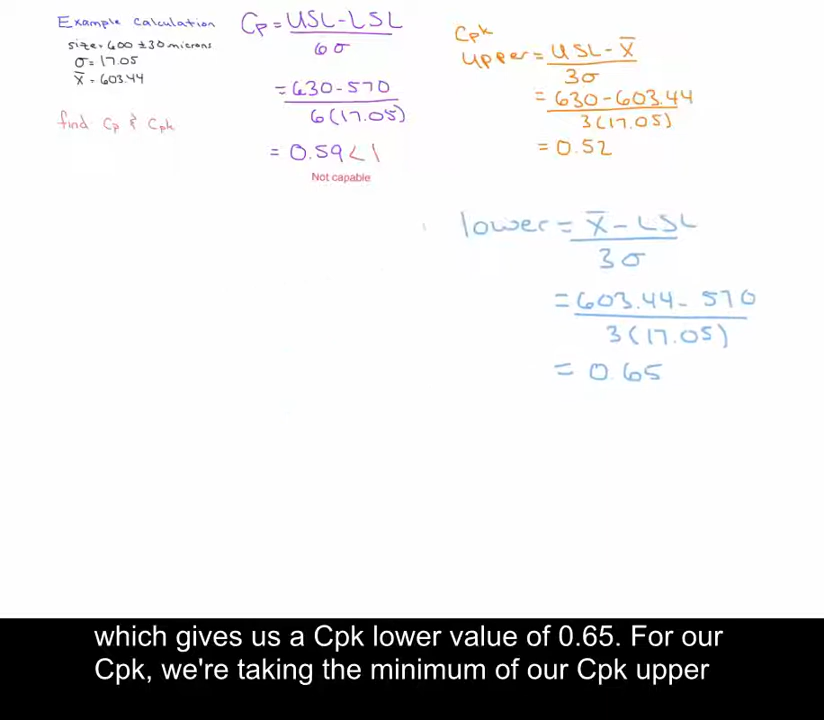 Example Calculation
size = 600 ±30 microns
σ = 17.05
x̄ = 603.44
find Cp & Cpk
Cp = USL-LSL
6σ
= 630-570
6(17.05)
= 0.59 < 1
Not capable
Cpk
upper = USL - x̄
3σ
= 630-603.44
3(17.05)
= 0.52
lower = x̄ - LSL
3σ
= 603.44 - 570
3(17.05)
= 0.65
which gives us a Cpk lower value of 0.65. For our
Cpk, we're taking the minimum of our Cpk upper